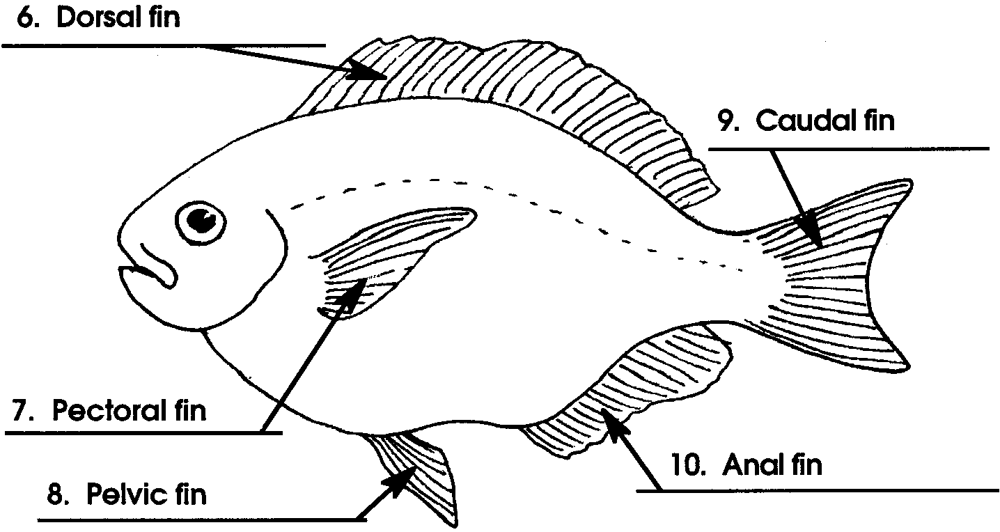 6. Dorsal fin
9. Caudal fin
7. Pectoral fin
8. Pelvic fin
10. Anal fin